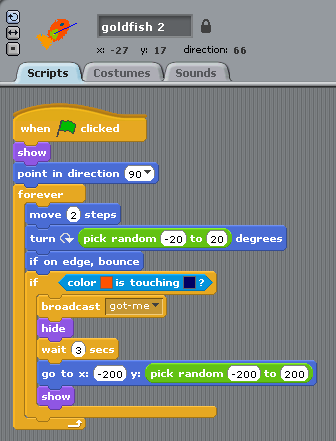 goldfish 2
x: -27 y: 17 direction: 66
Scripts Costumes Sounds
when clicked
show
point in direction 90
forever
move 2 steps
turn pick random -20 to 20 degrees
if on edge, bounce
if color is touching ?
broadcast got-me
hide
wait 3 secs
go to x: -200 y: pick random -200 to 200
show